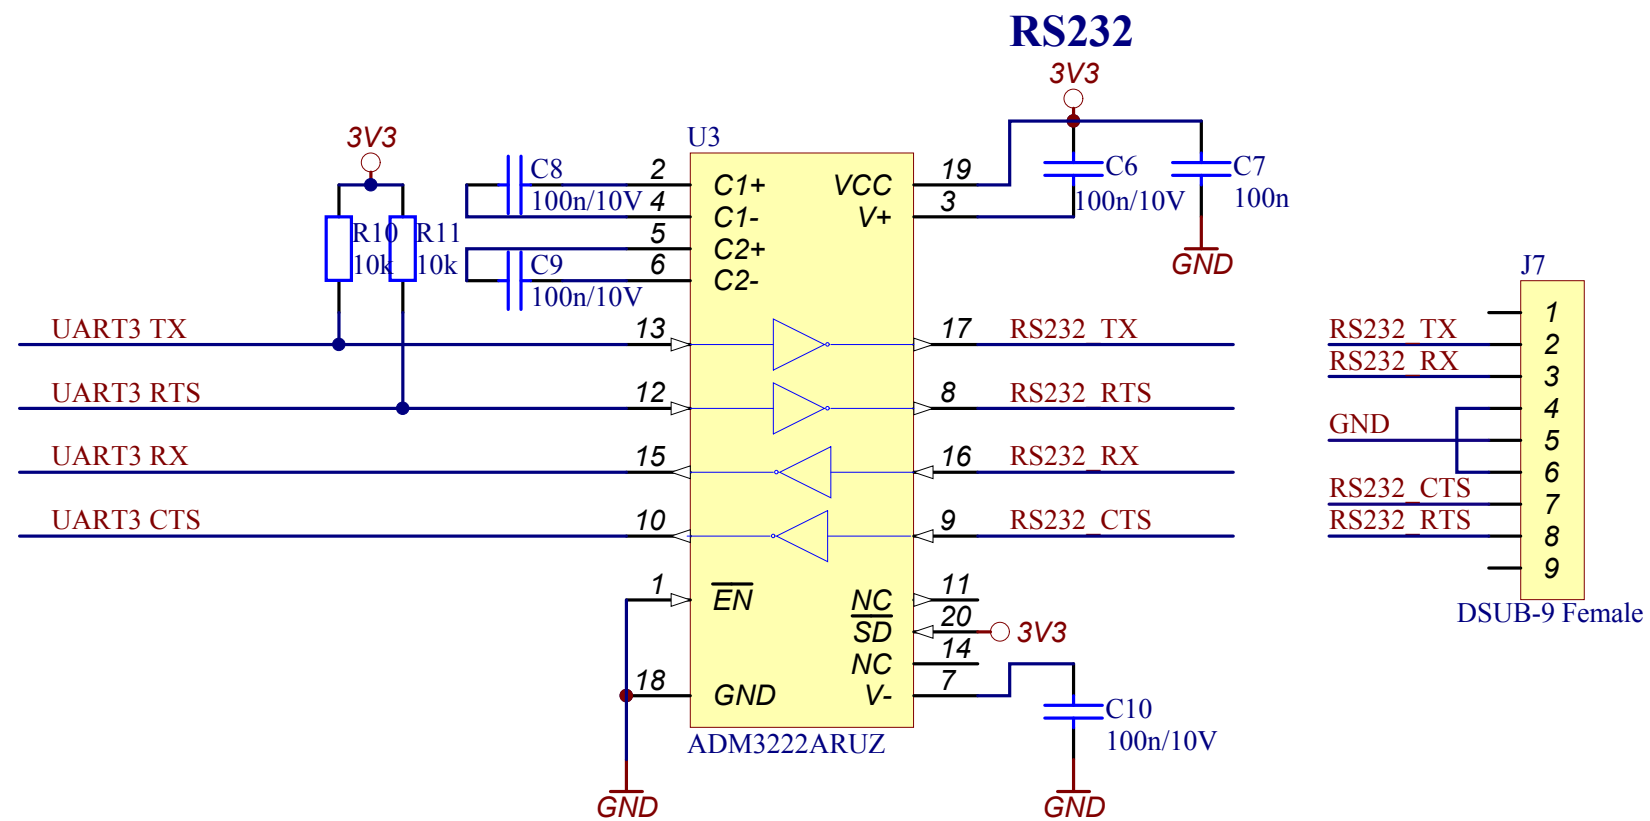 RS232
3V3
3V3
U3
C8
100n/10V
C9
100n/10V
R10
10k
R11
10k
2
4
5
6
C1+
C1-
C2+
C2-
VCC
V+
19
3
C6
100n/10V
C7
100n
GND
UART3 TX
13
17
RS232_TX
UART3 RTS
12
8
RS232_RTS
UART3 RX
15
16
RS232_RX
UART3 CTS
10
9
RS232_CTS
1
EN
NC
11
SD
20
3V3
NC
14
18
GND
V-
7
ADM3222ARUZ
C10
100n/10V
GND
GND
J7
1
RS232_TX
2
RS232_RX
3
4
GND
5
6
RS232_CTS
7
RS232_RTS
8
9
DSUB-9 Female